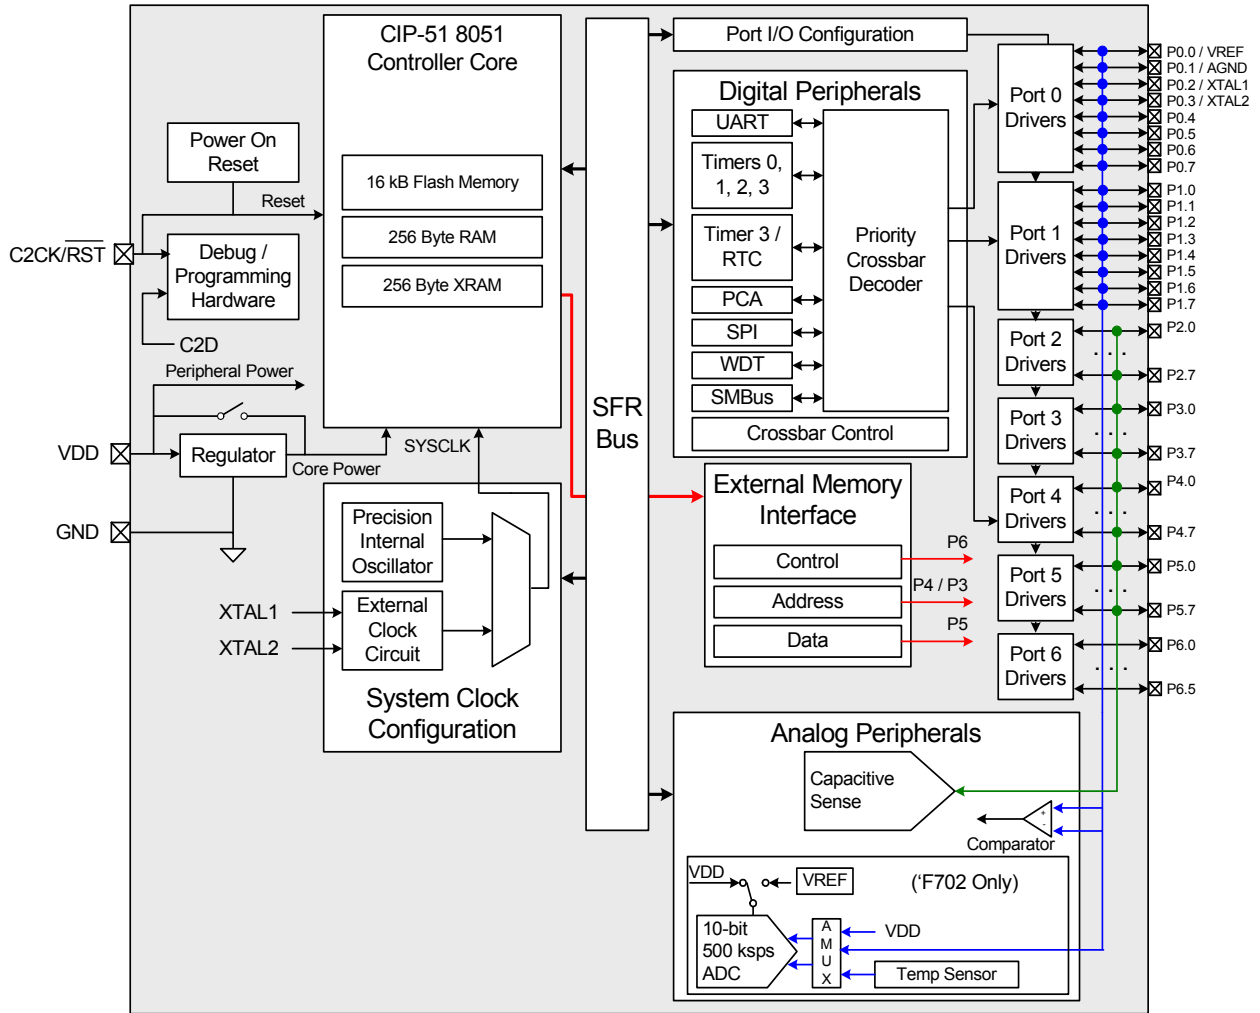 CIP-51 8051
Controller Core
16 kB Flash Memory
256 Byte RAM
256 Byte XRAM
Power On
Reset
Reset
C2CK/RST
Debug /
Programming
Hardware
C2D
Peripheral Power
VDD
Regulator
Core Power
SYSCLK
GND
Precision
Internal
Oscillator
XTAL1
XTAL2
External
Clock
Circuit
System Clock
Configuration
SFR
Bus
Port I/O Configuration
Digital Peripherals
UART
Timers 0,
1, 2, 3
Timer 3 /
RTC
PCA
SPI
WDT
SMBus
Priority
Crossbar
Decoder
Crossbar Control
External Memory
Interface
Control
Address
Data
P6
P4 / P3
P5
Port 0
Drivers
Port 1
Drivers
Port 2
Drivers
Port 3
Drivers
Port 4
Drivers
Port 5
Drivers
Port 6
Drivers
P0.0 / VREF
P0.1 / AGND
P0.2 / XTAL1
P0.3 / XTAL2
P0.4
P0.5
P0.6
P0.7
P1.0
P1.1
P1.2
P1.3
P1.4
P1.5
P1.6
P1.7
P2.0
. . .
P2.7
P3.0
. . .
P3.7
P4.0
. . .
P4.7
P5.0
. . .
P5.7
P6.0
. . .
P6.5
Analog Peripherals
Capacitive
Sense
+
-
Comparator
VDD
VREF
('F702 Only)
10-bit
500 ksps
ADC
A
M
U
X
VDD
Temp Sensor